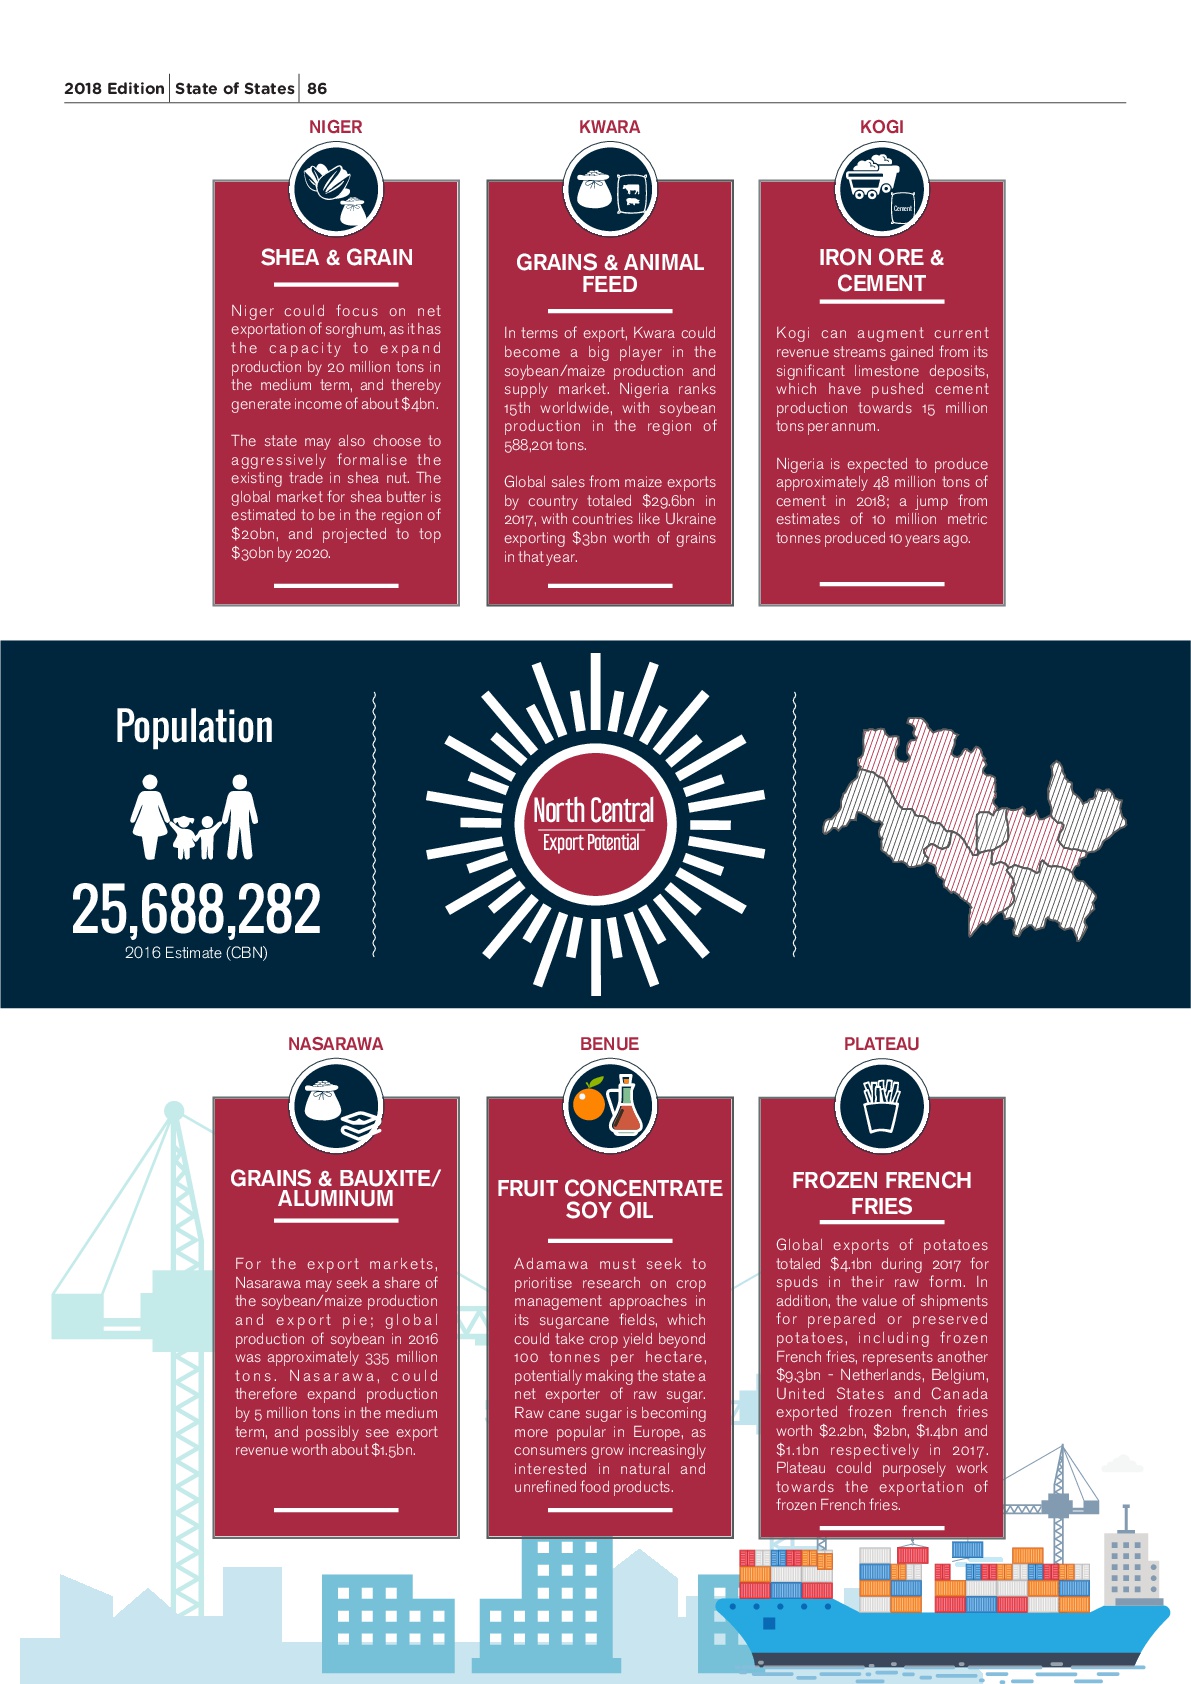 2018 Edition | State of States | 86
NIGER
SHEA & GRAIN
Niger could focus on net
exportation of sorghum, as it has
the capacity to expand
production by 20 million tons in
the medium term, and thereby
generate income of about $4bn.
The state may also choose to
aggressively formalise the
existing trade in shea nut. The
global market for shea butter is
estimated to be in the region of
$20bn, and projected to top
$30bn by 2020.
KWARA
GRAINS & ANIMAL
FEED
In terms of export, Kwara could
become a big player in the
soybean/maize production and
supply market. Nigeria ranks
15th worldwide, with soybean
production in the region of
588,201 tons.
Global sales from maize exports
by country totaled $29.6bn in
2017, with countries like Ukraine
exporting $3bn worth of grains
in that year.
KOGI
Cement
IRON ORE &
CEMENT
Kogi can augment current
revenue streams gained from its
significant limestone deposits,
which have pushed cement
production towards 15 million
tons per annum.
Nigeria is expected to produce
approximately 48 million tons of
cement in 2018; a jump from
estimates of 10 million metric
tonnes produced 10 years ago.
Population
25,688,282
2016 Estimate (CBN)
North Central
Export Potential
NASARAWA
GRAINS & BAUXITE/
ALUMINUM
For the export markets,
Nasarawa may seek a share of
the soybean/maize production
and export pie; global
production of soybean in 2016
was approximately 335 million
tons. Nasarawa, could
therefore expand production
by 5 million tons in the medium
term, and possibly see export
revenue worth about $1.5bn.
BENUE
FRUIT CONCENTRATE
SOY OIL
Adamawa must seek to
prioritise research on crop
management approaches in
its sugarcane fields, which
could take crop yield beyond
100 tonnes per hectare,
potentially making the state a
net exporter of raw sugar.
Raw cane sugar is becoming
more popular in Europe, as
consumers grow increasingly
interested in natural and
unrefined food products.
PLATEAU
FROZEN FRENCH
FRIES
Global exports of potatoes
totaled $4.1bn during 2017 for
spuds in their raw form. In
addition, the value of shipments
for prepared or preserved
potatoes, including frozen
French fries, represents another
$9.3bn - Netherlands, Belgium,
United States and Canada
exported frozen french fries
worth $2.2bn, $2bn, $1.4bn and
$1.1bn respectively in 2017.
Plateau could purposely work
towards the exportation of
frozen French fries.